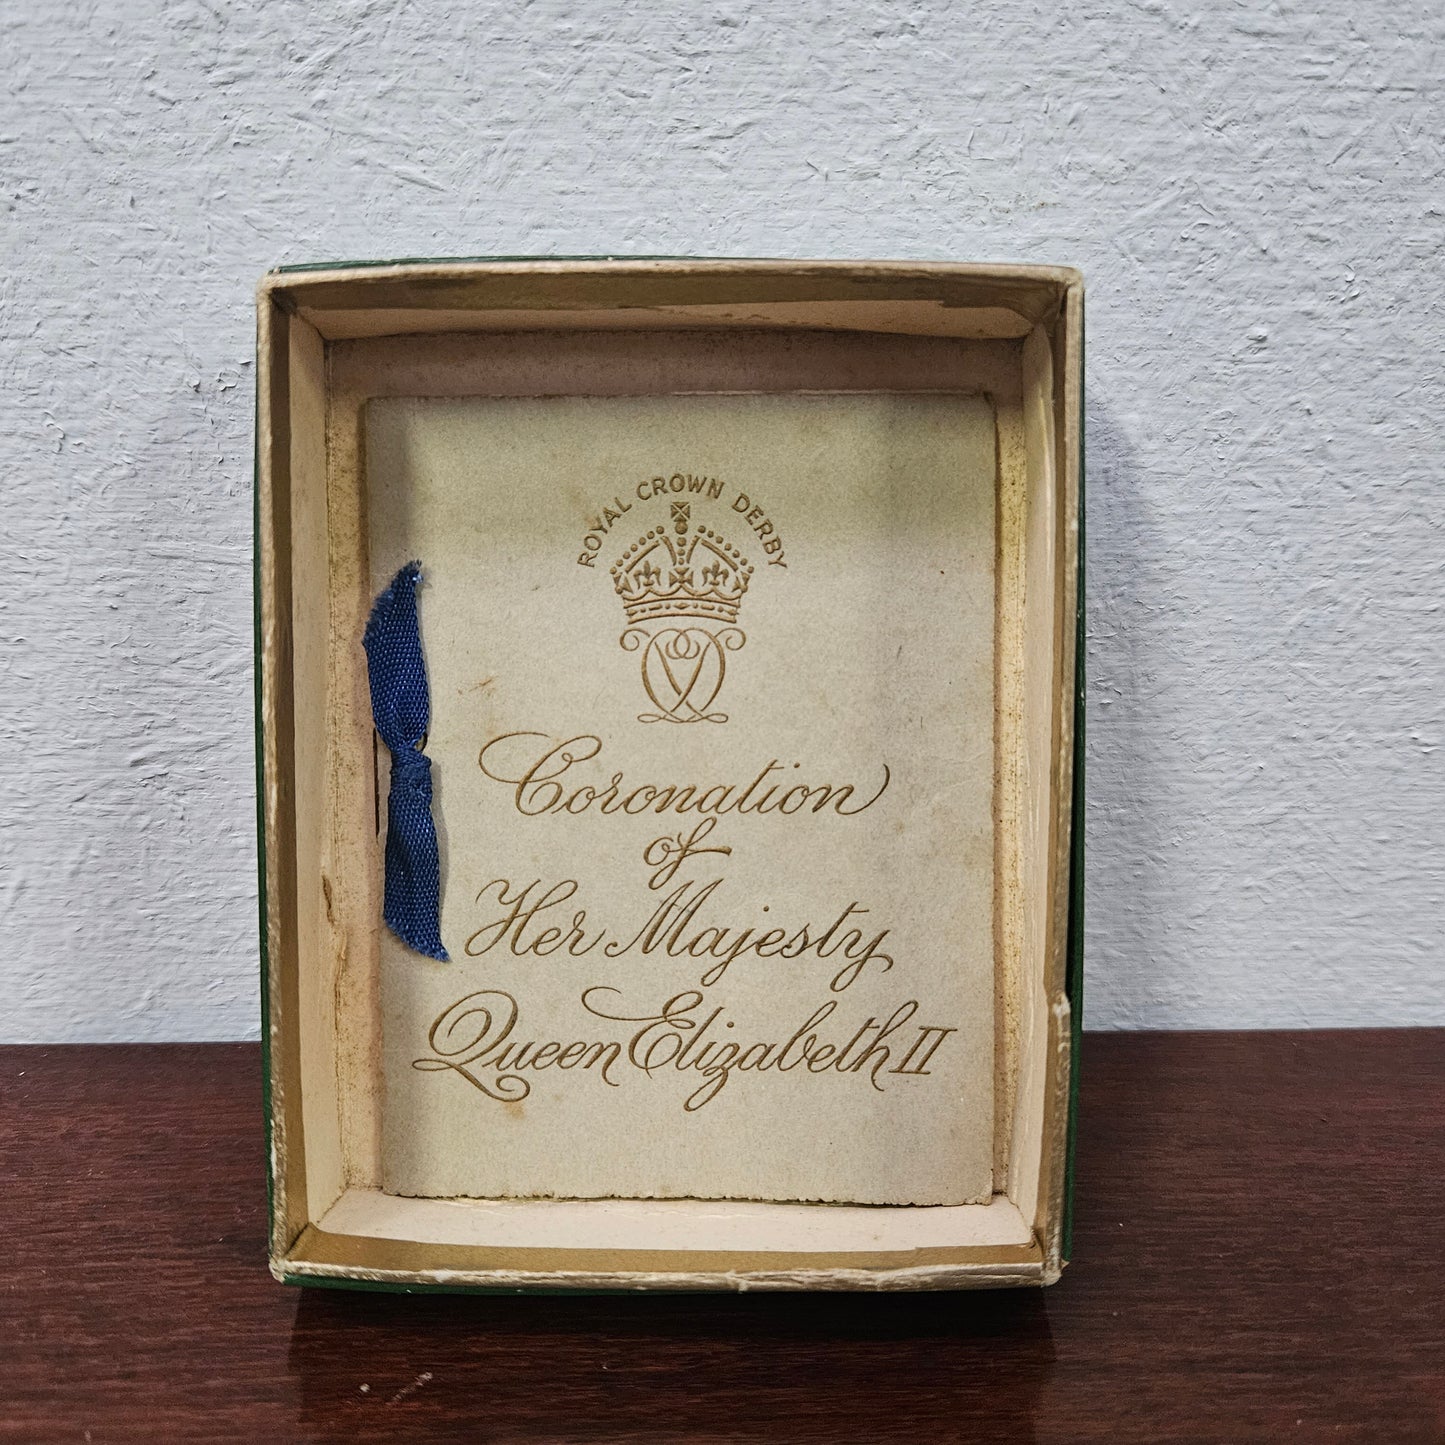 ROYAL CROWN DERBY
Coronation
of
Her Majesty
Queen Elizabeth II